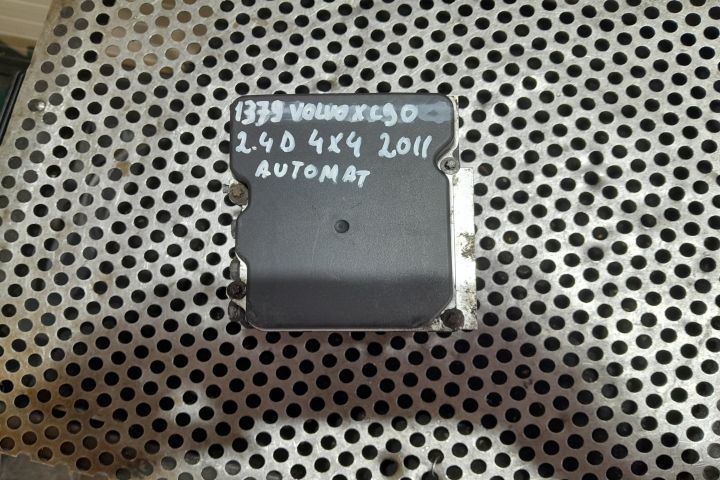 1379 VOLVO XC90
2.4D 4X4 2011
AUTOMAT